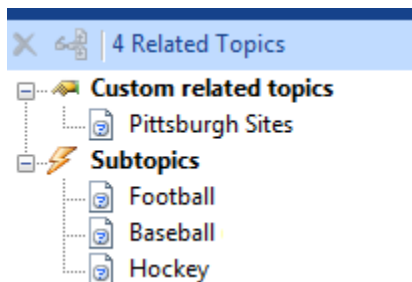 4 Related Topics
Custom related topics
Pittsburgh Sites
Subtopics
Football
Baseball
Hockey